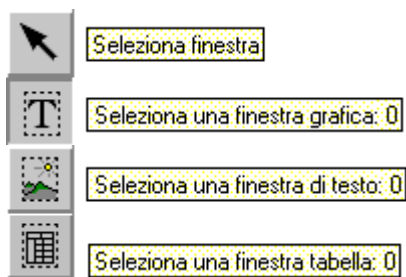 Seleziona finestra
T
Seleziona una finestra grafica: 0
Seleziona una finestra di testo: 0
Seleziona una finestra tabella: 0